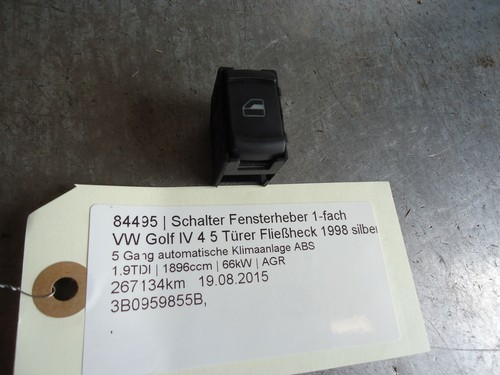 84495 | Schalter Fensterheber 1-fach
VW Golf IV 4 5 Türer Fließheck 1998 silber
5 Gang automatische Klimaanlage ABS
1.9TDI | 1896ccm | 66kW | AGR
267134km 19.08.2015
3B0959855B,